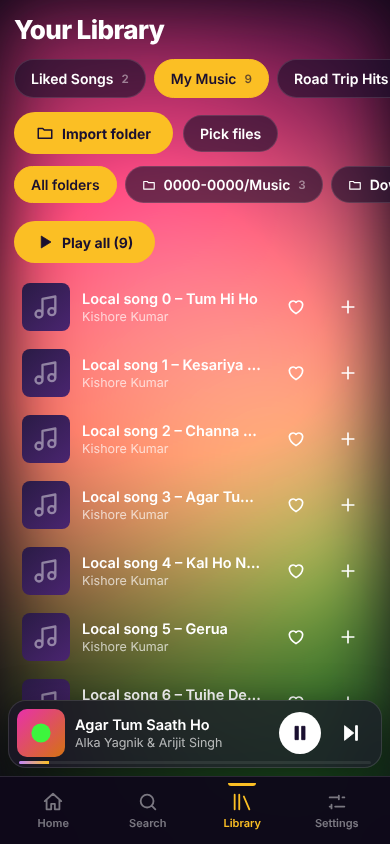 Your Library
Liked Songs 2
My Music 9
Road Trip Hits
Import folder
Pick files
All folders
0000-0000/Music 3
Play all (9)
Local song 0 – Tum Hi Ho
Kishore Kumar
Local song 1 – Kesariya ...
Kishore Kumar
Local song 2 – Channa ...
Kishore Kumar
Local song 3 – Agar Tu...
Kishore Kumar
Local song 4 – Kal Ho N...
Kishore Kumar
Local song 5 – Gerua
Kishore Kumar
Local song 6 – Tujhe De...
Agar Tum Saath Ho
Alka Yagnik & Arijit Singh
Home
Search
Library
Settings